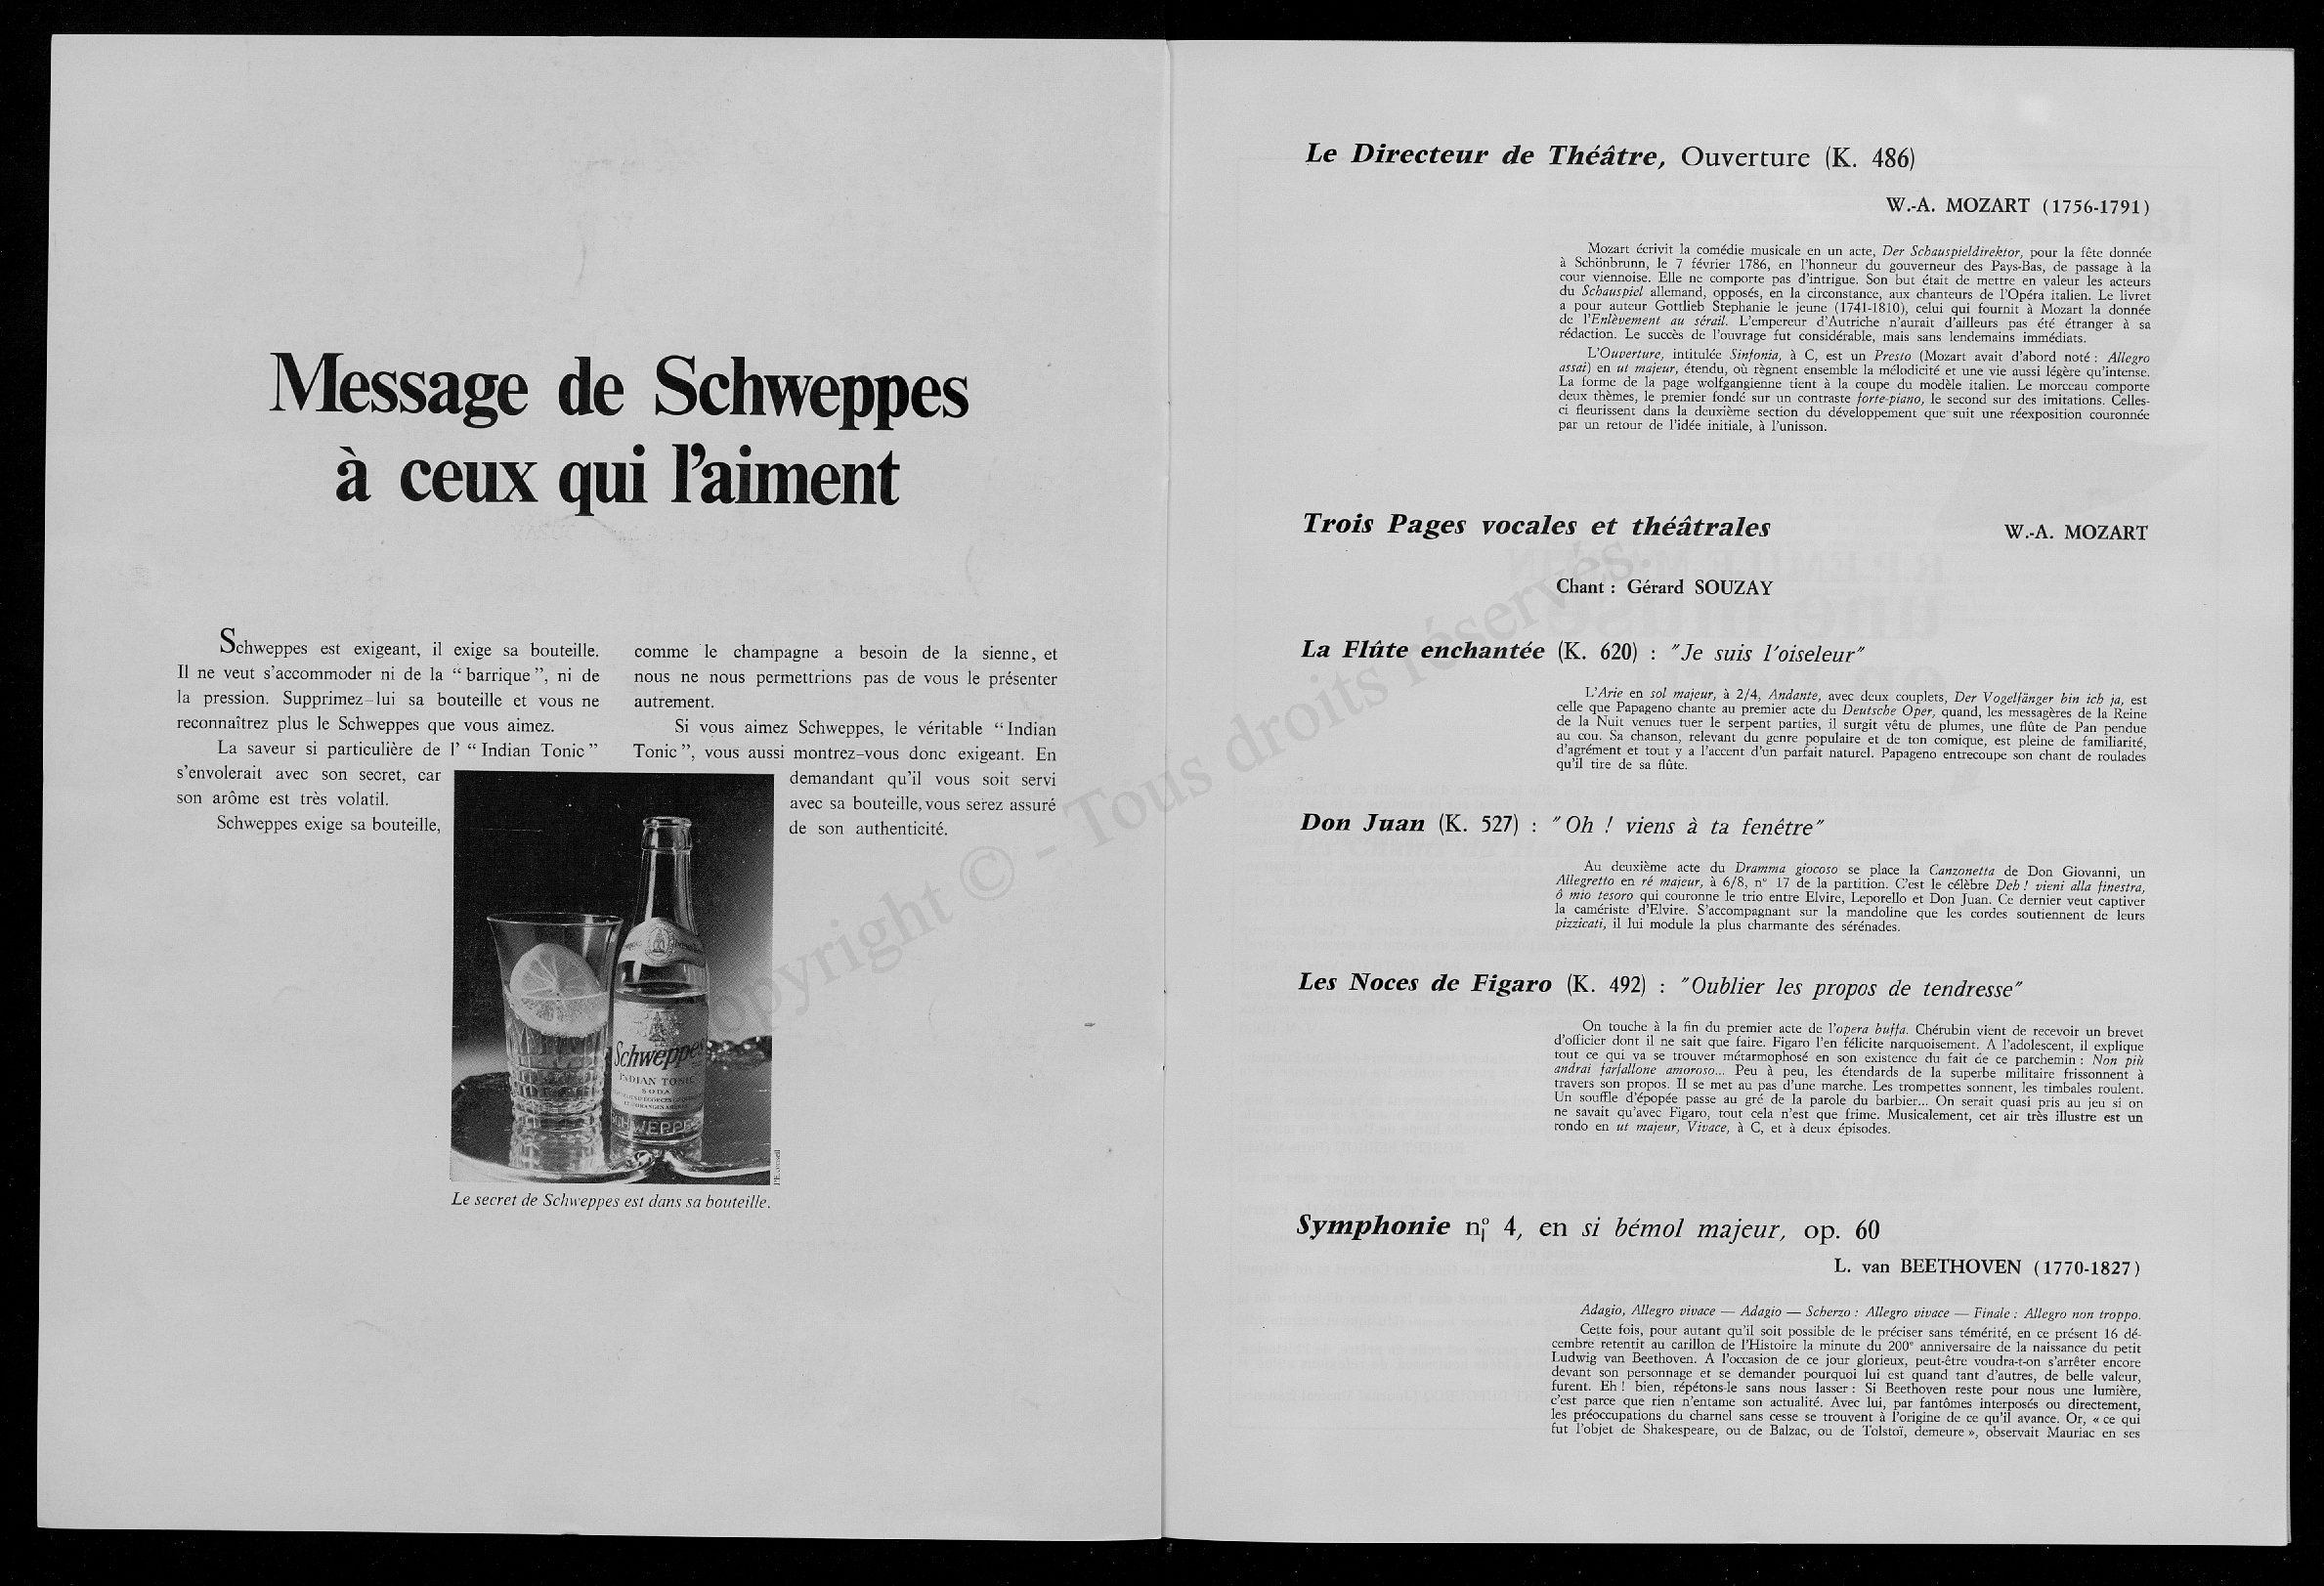 Message de Schweppes
à ceux qui l'aiment
Schweppes est exigeant, il exige sa bouteille.
Il ne veut s'accommoder ni de la “barrique”, ni de
la pression. Supprimez-lui sa bouteille et vous ne
reconnaîtrez plus le Schweppes que vous aimez.
La saveur si particulière de l' “Indian Tonic”
s'envolerait avec son secret, car
son arôme est très volatil.
Schweppes exige sa bouteille,
comme le champagne a besoin de la sienne, et
nous ne nous permettrions pas de vous le présenter
autrement.
Si vous aimez Schweppes, le véritable “Indian
Tonic”, vous aussi montrez-vous donc exigeant. En
demandant qu'il vous soit servi
avec sa bouteille, vous serez assuré
de son authenticité.
Schweppes
INDIAN TONIC
SODA
SCHWEPPES
Le secret de Schweppes est dans sa bouteille.
Le Directeur de Théâtre, Ouverture (K. 486)
W.-A. MOZART (1756-1791)
Mozart écrivit la comédie musicale en un acte, Der Schauspieldirektor, pour la fête donnée
à Schönbrunn, le 7 février 1786, en l'honneur du gouverneur des Pays-Bas, de passage à la
cour viennoise. Elle ne comporte pas d'intrigue. Son but était de mettre en valeur les acteurs
du Schauspiel allemand, opposés, en la circonstance, aux chanteurs de l'Opéra italien. Le livret
a pour auteur Gottlieb Stephanie le jeune (1741-1810), celui qui fournit à Mozart la donnée
de l'Enlèvement au sérail. L'empereur d'Autriche n'aurait d'ailleurs pas été étranger à sa
rédaction. Le succès de l'ouvrage fut considérable, mais sans lendemains immédiats.
L'Ouverture, intitulée Sinfonia, à C, est un Presto (Mozart avait d'abord noté : Allegro
assai) en ut majeur, étendu, où règnent ensemble la mélodicité et une vie aussi légère qu'intense.
La forme de la page wolfgangienne tient à la coupe du modèle italien. Le morceau comporte
deux thèmes, le premier fondé sur un contraste forte-piano, le second sur des imitations. Celles-
ci fleurissent dans la deuxième section du développement que suit une réexposition couronnée
par un retour de l'idée initiale, à l'unisson.
Trois Pages vocales et théâtrales W.-A. MOZART
Chant : Gérard SOUZAY
La Flûte enchantée (K. 620) : "Je suis l'oiseleur"
L'Arie en sol majeur, à 2/4, Andante, avec deux couplets, Der Vogelfänger bin ich ja, est
celle que Papageno chante au premier acte du Deutsche Oper, quand, les messagères de la Reine
de la Nuit venues tuer le serpent parties, il surgit vêtu de plumes, une flûte de Pan pendue
au cou. Sa chanson, relevant du genre populaire et de ton comique, est pleine de familiarité,
d'agrément et tout y a l'accent d'un parfait naturel. Papageno entrecoupe son chant de roulades
qu'il tire de sa flûte.
Don Juan (K. 527) : "Oh ! viens à ta fenêtre"
Au deuxième acte du Dramma giocoso se place la Canzonetta de Don Giovanni, un
Allegretto en ré majeur, à 6/8, n° 17 de la partition. C'est le célèbre Deh ! vieni alla finestra,
ô mio tesoro qui couronne le trio entre Elvire, Leporello et Don Juan. Ce dernier veut captiver
la camériste d'Elvire. S'accompagnant sur la mandoline que les cordes soutiennent de leurs
pizzicati, il lui module la plus charmante des sérénades.
Les Noces de Figaro (K. 492) : "Oublier les propos de tendresse"
On touche à la fin du premier acte de l'opera buffa. Chérubin vient de recevoir un brevet
d'officier dont il ne sait que faire. Figaro l'en félicite narquoisement. A l'adolescent, il explique
tout ce qui va se trouver métarmophosé en son existence du fait de ce parchemin : Non più
andrai farfallone amoroso... Peu à peu, les étendards de la superbe militaire frissonnent à
travers son propos. Il se met au pas d'une marche. Les trompettes sonnent, les timbales roulent.
Un souffle d'épopée passe au gré de la parole du barbier... On serait quasi pris au jeu si on
ne savait qu'avec Figaro, tout cela n'est que frime. Musicalement, cet air très illustre est un
rondo en ut majeur, Vivace, à C, et à deux épisodes.
Symphonie n° 4, en si bémol majeur, op. 60
L. van BEETHOVEN (1770-1827)
Adagio, Allegro vivace — Adagio — Scherzo : Allegro vivace — Finale : Allegro non troppo.
Cette fois, pour autant qu'il soit possible de le préciser sans témérité, en ce présent 16 dé-
cembre retentit au carillon de l'Histoire la minute du 200e anniversaire de la naissance du petit
Ludwig van Beethoven. A l'occasion de ce jour glorieux, peut-être voudra-t-on s'arrêter encore
devant son personnage et se demander pourquoi lui est quand tant d'autres, de belle valeur,
furent. Eh ! bien, répétons-le sans nous lasser : Si Beethoven reste pour nous une lumière,
c'est parce que rien n'entame son actualité. Avec lui, par fantômes interposés ou directement,
les préoccupations du charnel sans cesse se trouvent à l'origine de ce qu'il avance. Or, « ce qui
fut l'objet de Shakespeare, ou de Balzac, ou de Tolstoï, demeure », observait Mauriac en ses
Copyright © - Tous droits réservés.